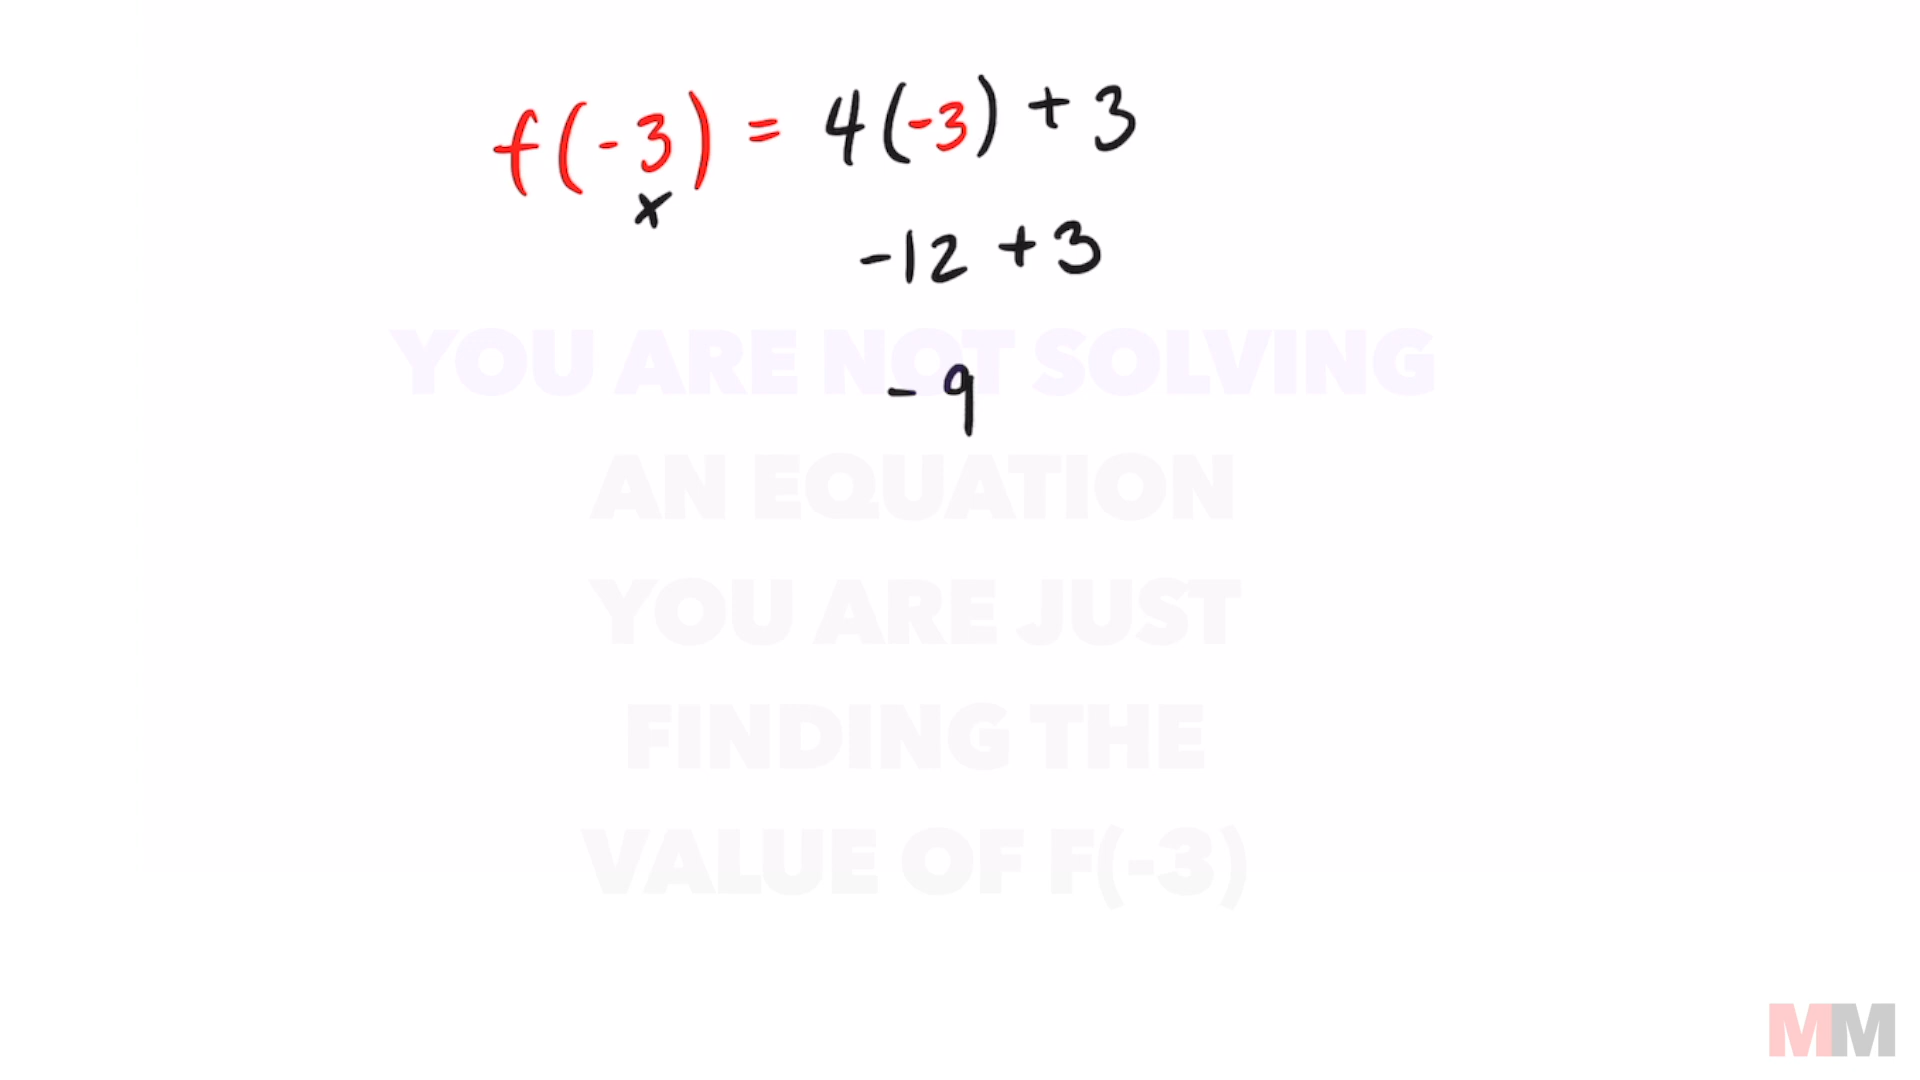 f(-3) = 4(-3) + 3
x
-12 + 3
YOU ARE NOT SOLVING
-9
AN EQUATION
YOU ARE JUST
FINDING THE
VALUE OF F(-3)
MM